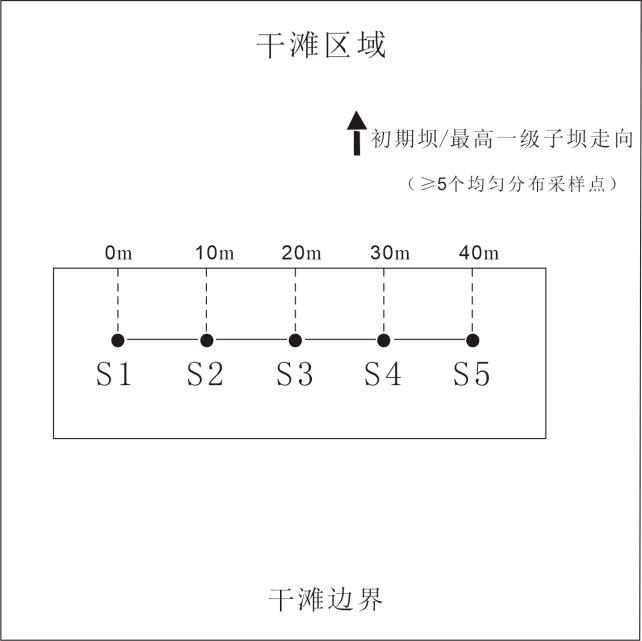 干滩区域
初期坝/最高一级子坝走向
（≥5个均匀分布采样点）
0m 10m 20m 30m 40m
S1 S2 S3 S4 S5
干滩边界